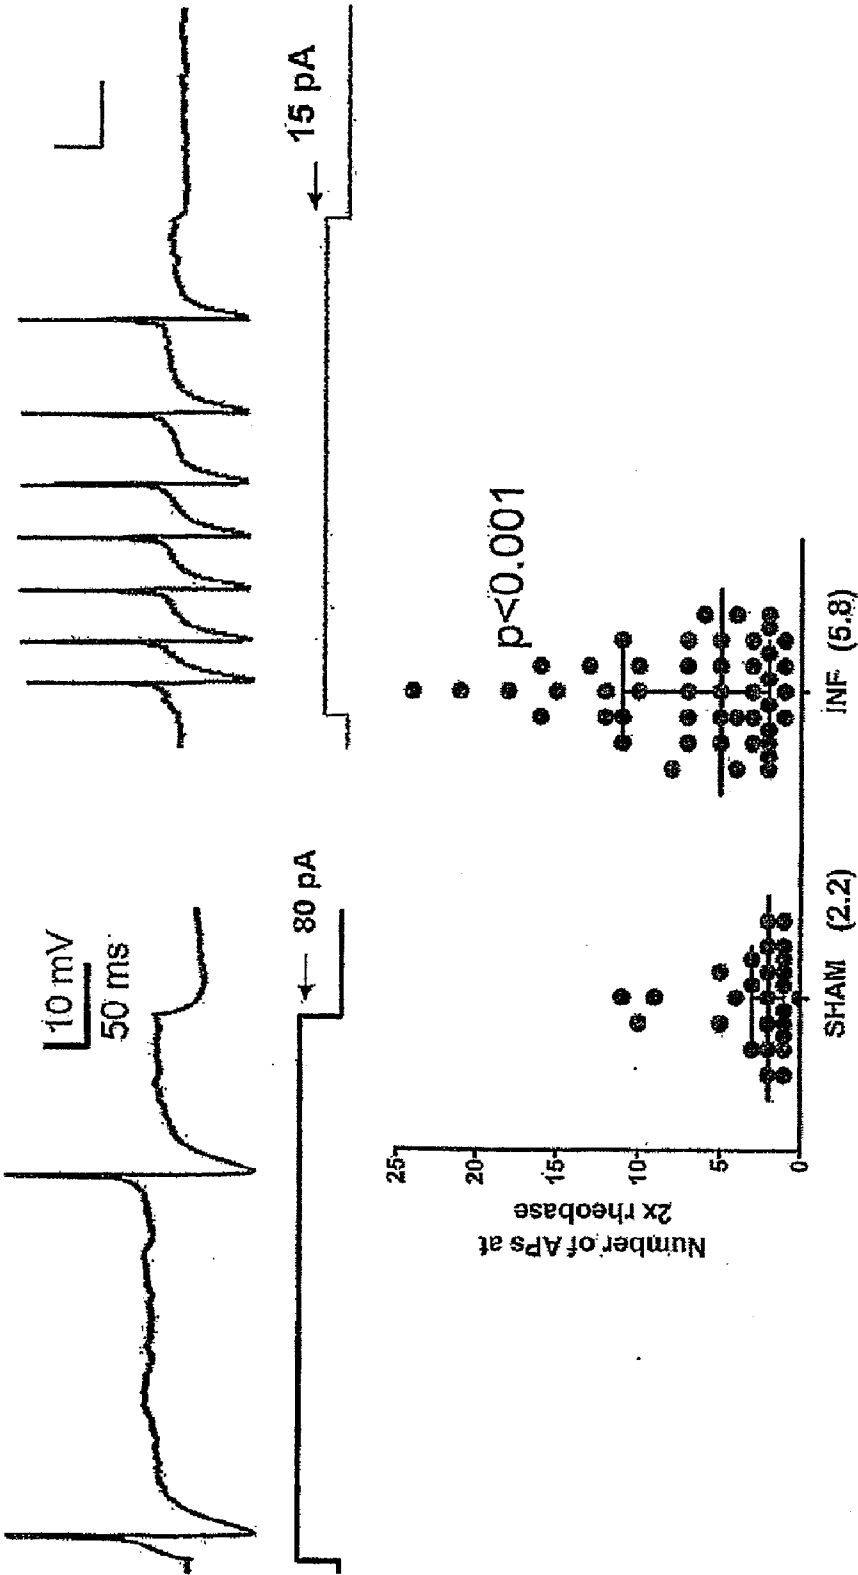 10 mV
50 ms
80 pA
15 pA
p<0.001
Number of APs at
2x rheobase
25
20
15
10
5
0
SHAM (2.2)
INF (5.8)